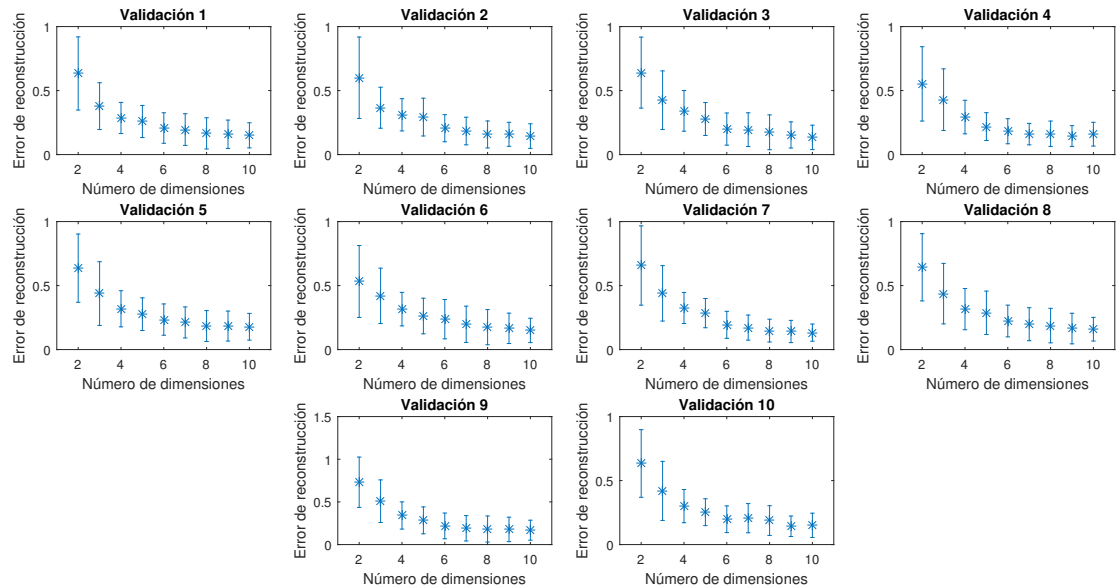 Validación 1
Error de reconstrucción
1
0.5
0
2 4 6 8 10
Número de dimensiones
Validación 2
Error de reconstrucción
1
0.5
0
2 4 6 8 10
Número de dimensiones
Validación 3
Error de reconstrucción
1
0.5
0
2 4 6 8 10
Número de dimensiones
Validación 4
Error de reconstrucción
1
0.5
0
2 4 6 8 10
Número de dimensiones
Validación 5
Error de reconstrucción
1
0.5
0
2 4 6 8 10
Número de dimensiones
Validación 6
Error de reconstrucción
1
0.5
0
2 4 6 8 10
Número de dimensiones
Validación 7
Error de reconstrucción
1
0.5
0
2 4 6 8 10
Número de dimensiones
Validación 8
Error de reconstrucción
1
0.5
0
2 4 6 8 10
Número de dimensiones
Validación 9
Error de reconstrucción
1.5
1
0.5
0
2 4 6 8 10
Número de dimensiones
Validación 10
Error de reconstrucción
1
0.5
0
2 4 6 8 10
Número de dimensiones